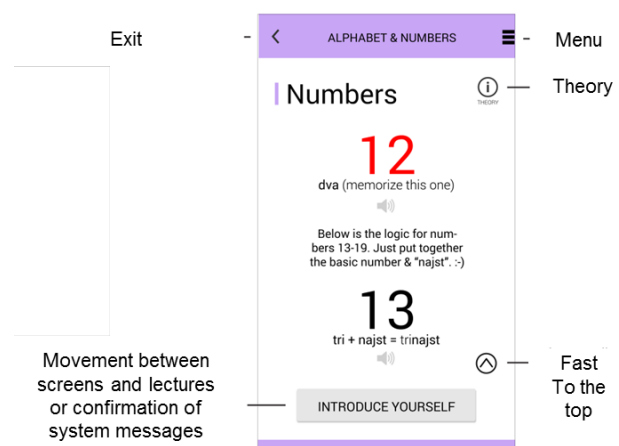 Exit
ALPHABET & NUMBERS
Menu
Numbers
THEORY
Theory
12
dva (memorize this one)
Below is the logic for num-
bers 13-19. Just put together
the basic number & “najst”. :-)
13
tri + najst = trinajst
Fast
To the
top
Movement between
screens and lectures
or confirmation of
system messages
INTRODUCE YOURSELF